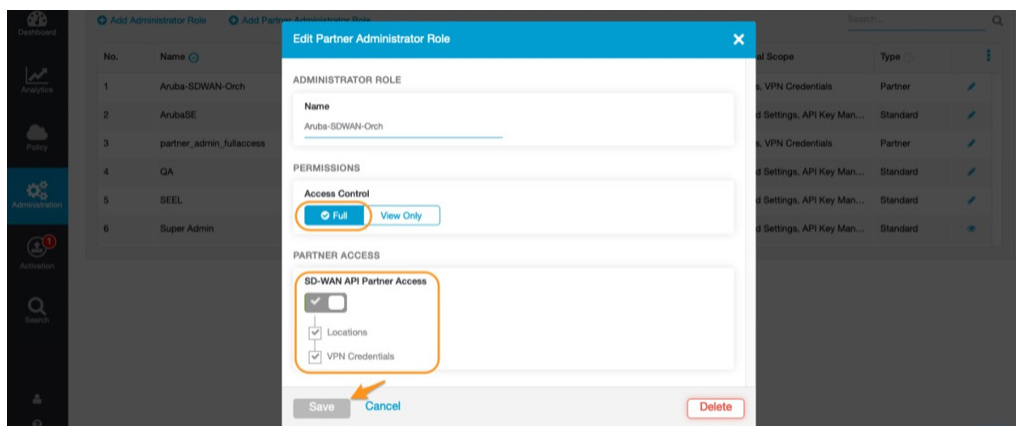 Dashboard
Analytics
Policy
Administration
1
Activation
Search
Add Administrator Role Add Partner Administrator Role Search...
No. Name al Scope Type
1 Aruba-SDWAN-Orch s, VPN Credentials Partner
2 ArubaSE d Settings, API Key Man... Standard
3 partner_admin_fullaccess s, VPN Credentials Partner
4 QA d Settings, API Key Man... Standard
5 SEEL d Settings, API Key Man... Standard
6 Super Admin d Settings, API Key Man... Standard
Edit Partner Administrator Role
ADMINISTRATOR ROLE
Name
Aruba-SDWAN-Orch
PERMISSIONS
Access Control
Full View Only
PARTNER ACCESS
SD-WAN API Partner Access
Locations
VPN Credentials
Save Cancel Delete